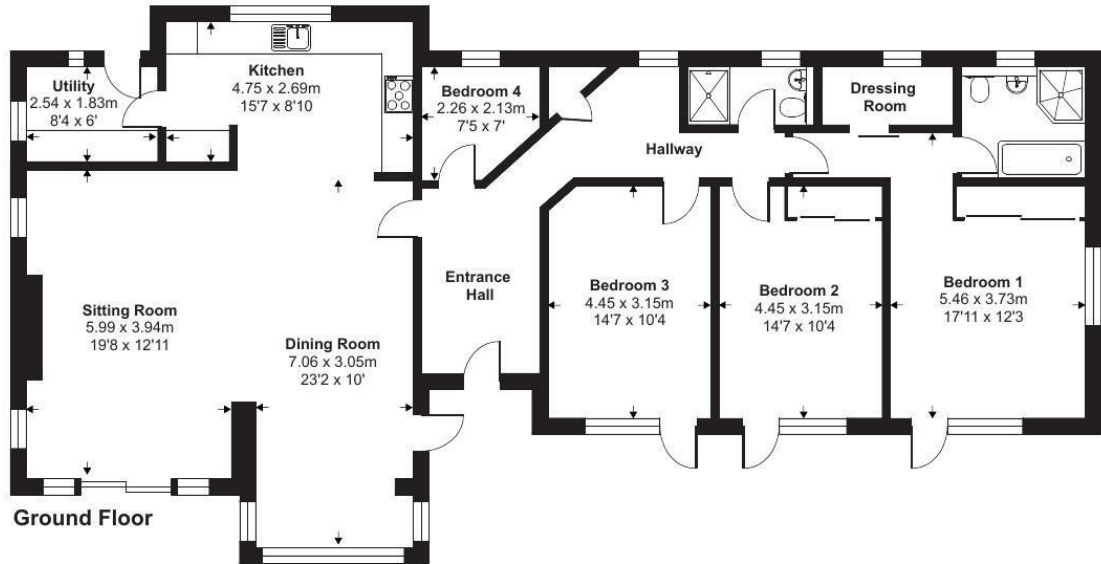 Utility
2.54 x 1.83m
8'4 x 6'
Kitchen
4.75 x 2.69m
15'7 x 8'10
Bedroom 4
2.26 x 2.13m
7'5 x 7'
Dressing
Room
Hallway
Sitting Room
5.99 x 3.94m
19'8 x 12'11
Dining Room
7.06 x 3.05m
23'2 x 10'
Entrance
Hall
Bedroom 3
4.45 x 3.15m
14'7 x 10'4
Bedroom 2
4.45 x 3.15m
14'7 x 10'4
Bedroom 1
5.46 x 3.73m
17'11 x 12'3
Ground Floor